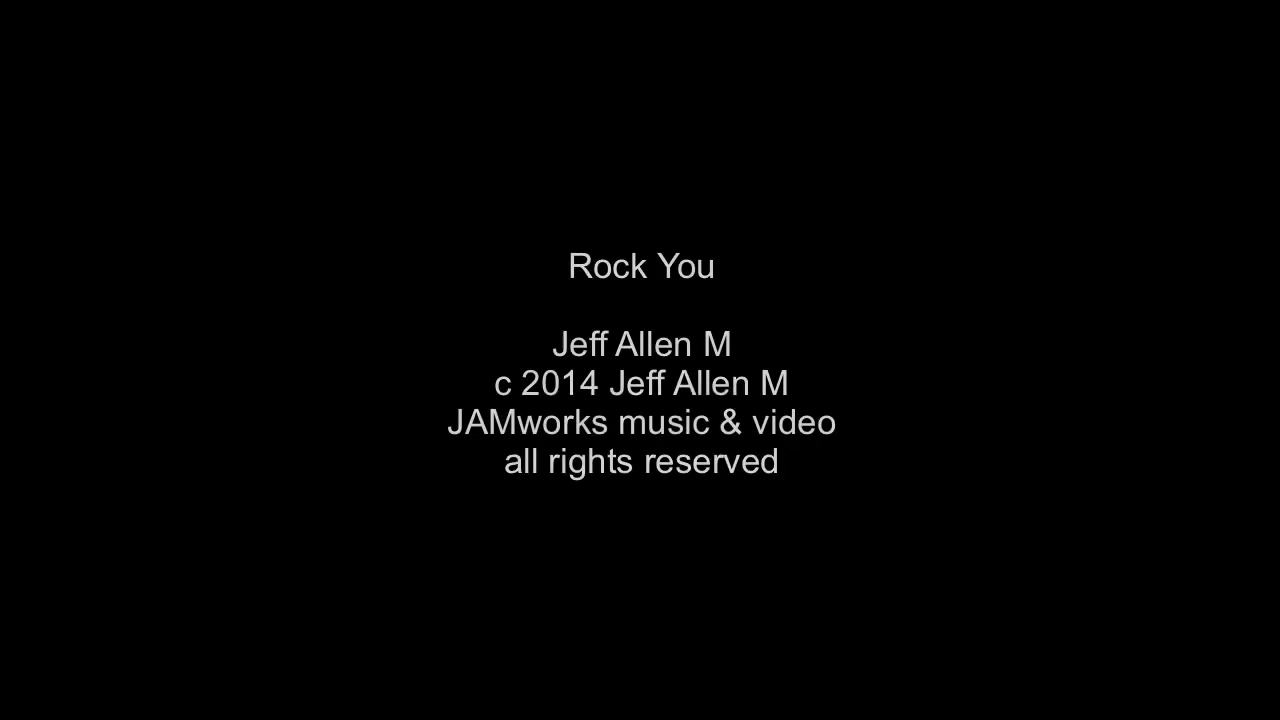 Rock You
Jeff Allen M
c 2014 Jeff Allen M
JAMworks music & video
all rights reserved